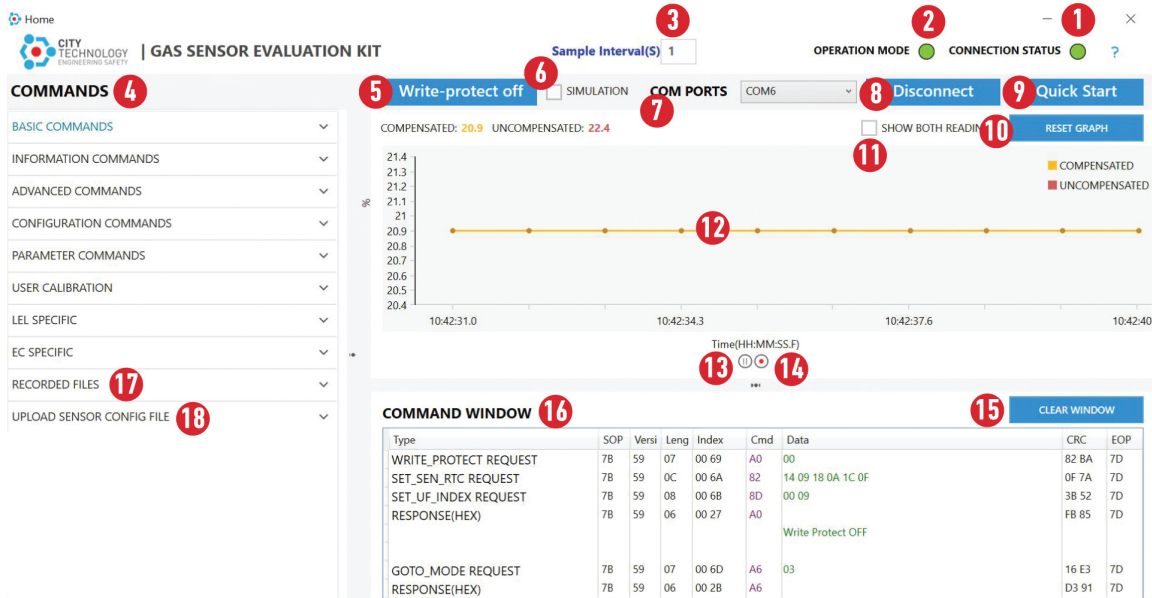 Home
3
2
1
CITY
TECHNOLOGY
ENGINEERING SAFETY
| GAS SENSOR EVALUATION KIT
Sample Interval(S) 1
OPERATION MODE
CONNECTION STATUS
?
COMMANDS 4
5 Write-protect off
6
SIMULATION
7
COM PORTS
COM6
8 Disconnect
9 Quick Start
BASIC COMMANDS
INFORMATION COMMANDS
ADVANCED COMMANDS
CONFIGURATION COMMANDS
PARAMETER COMMANDS
USER CALIBRATION
LEL SPECIFIC
EC SPECIFIC
RECORDED FILES 17
UPLOAD SENSOR CONFIG FILE 18
COMPENSATED: 20.9 UNCOMPENSATED: 22.4
11
SHOW BOTH READIN
10
RESET GRAPH
COMPENSATED
UNCOMPENSATED
%
21.4
21.3
21.2
21.1
21
20.9
20.8
20.7
20.6
20.5
20.4
12
10:42:31.0 10:42:34.3 10:42:37.6 10:42:40
Time(HH:MM:SS.F)
13
14
COMMAND WINDOW 16
15
CLEAR WINDOW
Type SOP Versi Leng Index Cmd Data CRC EOP
WRITE_PROTECT REQUEST 7B 59 07 00 69 A0 00 82 BA 7D
SET_SEN_RTC REQUEST 7B 59 0C 00 6A 82 14 09 18 0A 1C 0F 0F 7A 7D
SET_UF_INDEX REQUEST 7B 59 08 00 6B 8D 00 09 3B 52 7D
RESPONSE(HEX) 7B 59 06 00 27 A0 FB 85 7D
Write Protect OFF
GOTO_MODE REQUEST 7B 59 07 00 6D A6 03 16 E3 7D
RESPONSE(HEX) 7B 59 06 00 2B A6 D3 91 7D